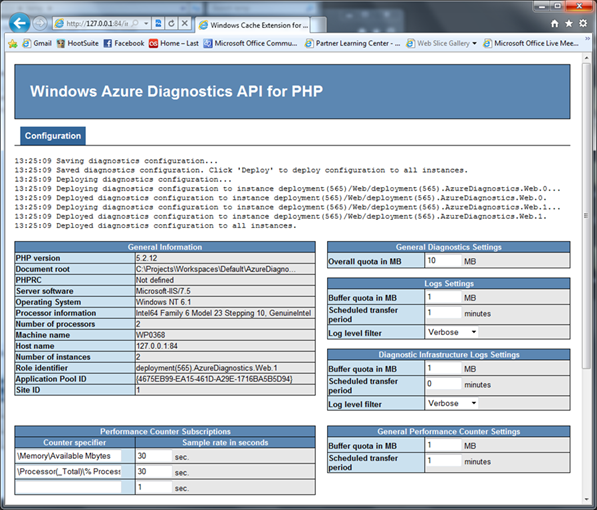 http://127.0.0.1:84/ir
Windows Cache Extension for ...
Gmail HootSuite Facebook Home – Last Microsoft Office Commu... Partner Learning Center - ... Web Slice Gallery Microsoft Office Live Mee...
Windows Azure Diagnostics API for PHP
Configuration
13:25:09 Saving diagnostics configuration...
13:25:09 Saved diagnostics configuration. Click 'Deploy' to deploy configuration to all instances.
13:25:09 Deploying diagnostics configuration...
13:25:09 Deploying diagnostics configuration to instance deployment(565)/Web/deployment(565).AzureDiagnostics.Web.0...
13:25:09 Deployed diagnostics configuration to instance deployment(565)/Web/deployment(565).AzureDiagnostics.Web.0.
13:25:09 Deploying diagnostics configuration to instance deployment(565)/Web/deployment(565).AzureDiagnostics.Web.1...
13:25:09 Deployed diagnostics configuration to instance deployment(565)/Web/deployment(565).AzureDiagnostics.Web.1.
13:25:09 Deployed diagnostics configuration to all instances.
General Information
PHP version 5.2.12
Document root C:\Projects\Workspaces\Default\AzureDiagno...
PHPRC Not defined
Server software Microsoft-IIS/7.5
Operating System Windows NT 6.1
Processor information Intel64 Family 6 Model 23 Stepping 10, GenuineIntel
Number of processors 2
Machine name WP0368
Host name 127.0.0.1:84
Number of instances 2
Role identifier deployment(565).AzureDiagnostics.Web.1
Application Pool ID {4675EB99-EA15-461D-A29E-1716BA5B5D94}
Site ID 1
General Diagnostics Settings
Overall quota in MB 10 MB
Logs Settings
Buffer quota in MB 1 MB
Scheduled transfer period 1 minutes
Log level filter Verbose
Diagnostic Infrastructure Logs Settings
Buffer quota in MB 1 MB
Scheduled transfer period 0 minutes
Log level filter Verbose
Performance Counter Subscriptions
Counter specifier Sample rate in seconds
\Memory\Available Mbytes 30 sec.
\Processor(_Total)\% Process 30 sec.
1 sec.
General Performance Counter Settings
Buffer quota in MB 1 MB
Scheduled transfer period 1 minutes